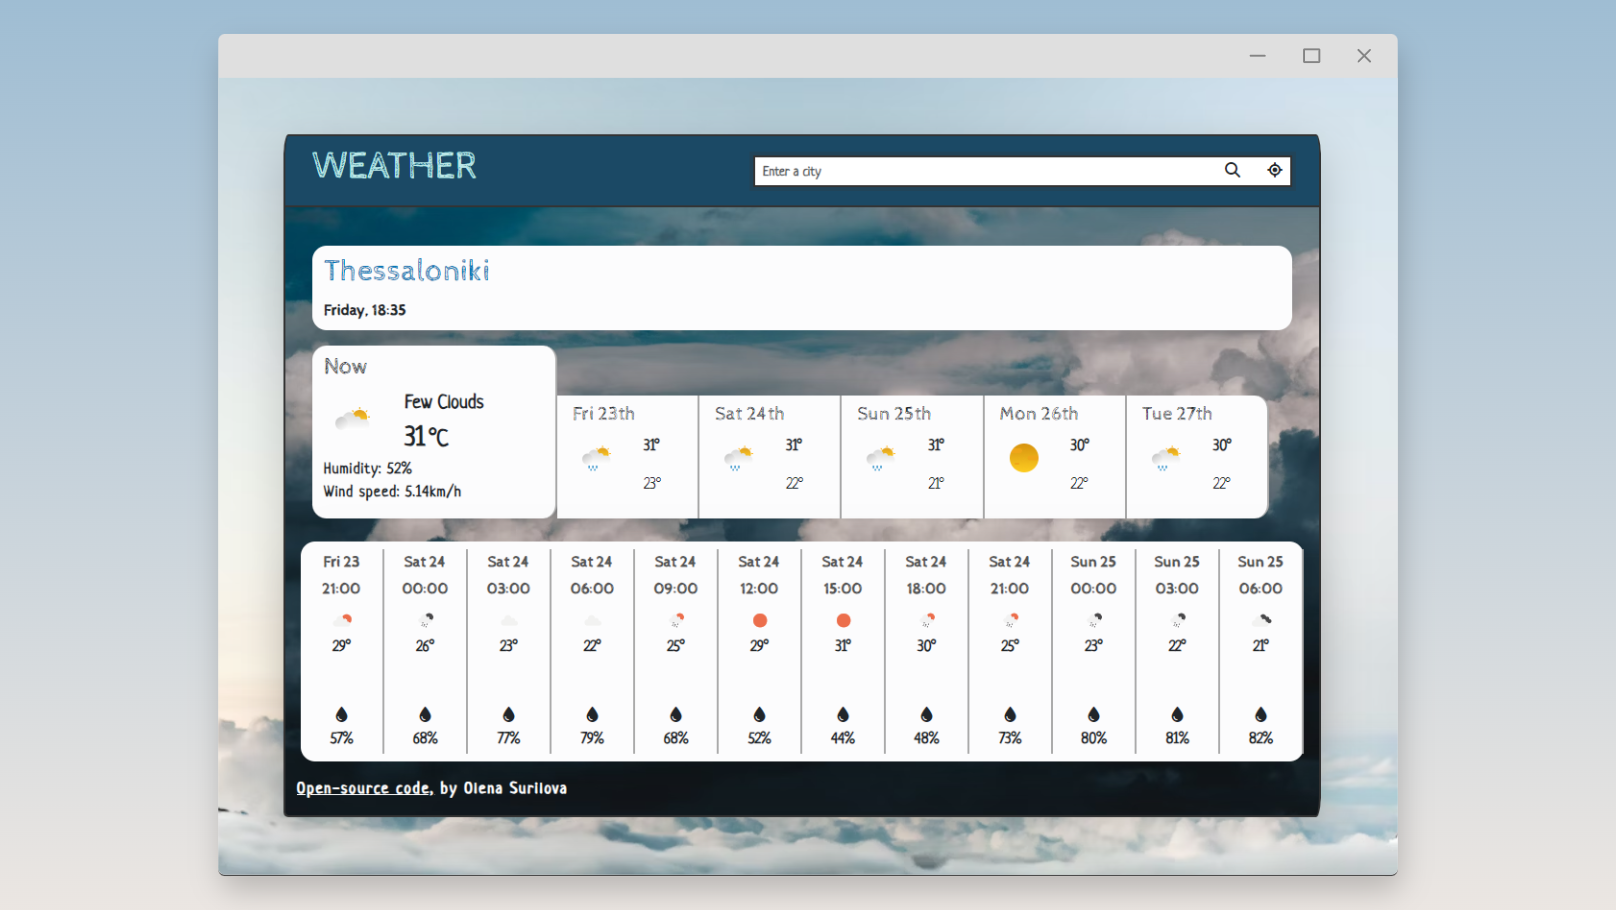 WEATHER
Enter a city
Thessaloniki
Friday, 18:35
Now
Few Clouds
31°C
Humidity: 52%
Wind speed: 5.14km/h
Fri 23th
31°
23°
Sat 24th
31°
22°
Sun 25th
31°
21°
Mon 26th
30°
22°
Tue 27th
30°
22°
Fri 23 Sat 24 Sat 24 Sat 24 Sat 24 Sat 24 Sat 24 Sat 24 Sat 24 Sun 25 Sun 25 Sun 25
21:00 00:00 03:00 06:00 09:00 12:00 15:00 18:00 21:00 00:00 03:00 06:00
29° 26° 23° 22° 25° 29° 31° 30° 25° 23° 22° 21°
57% 68% 77% 79% 68% 52% 44% 48% 73% 80% 81% 82%
Open-source code, by Olena Surilova